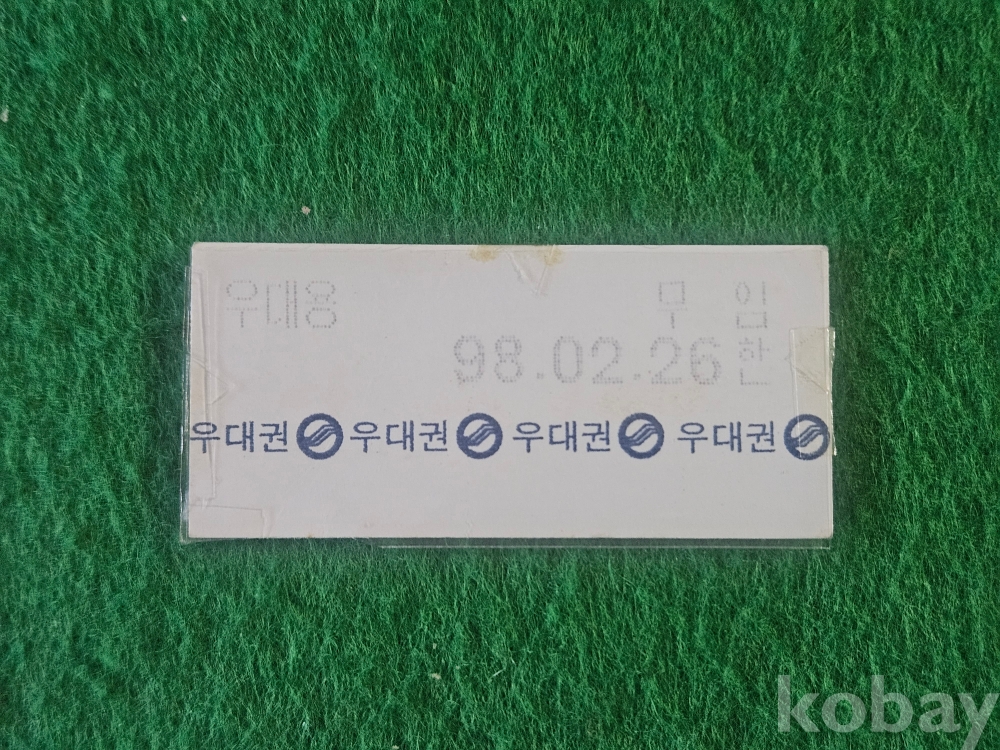 우대용 무 임
98.02.26 한
우대권 우대권 우대권 우대권
kobay